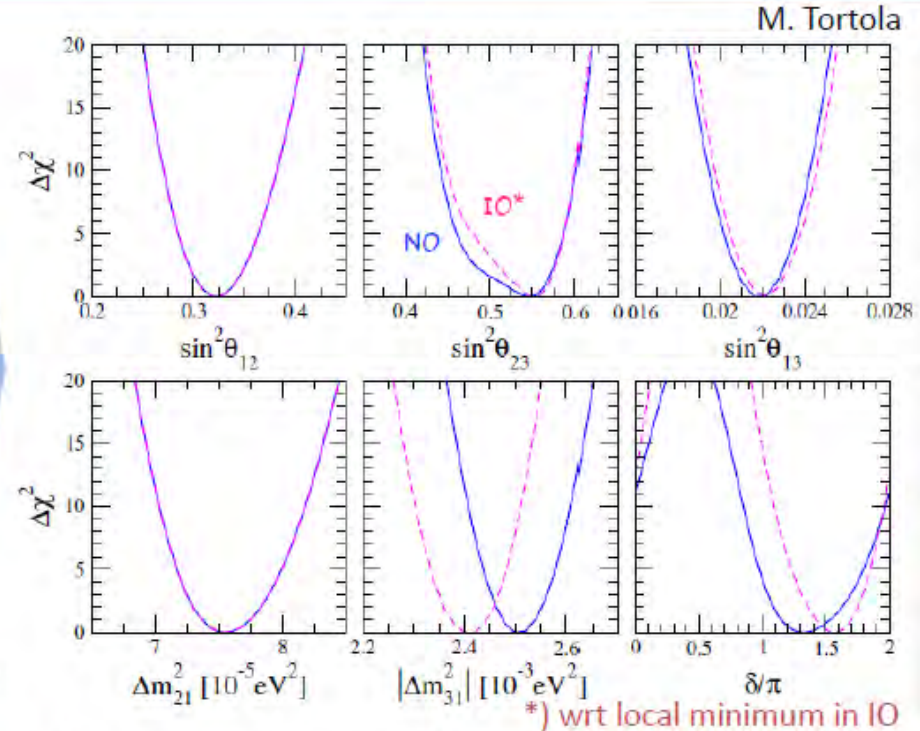 M. Tortola
20
15
10
5
0
Δχ²
0.2 0.3 0.4
sin²θ₁₂
IO*
NO
0.4 0.5 0.6
sin²θ₂₃
0.016 0.02 0.024 0.028
sin²θ₁₃
20
15
10
5
0
Δχ²
7 8
Δm²₂₁ [10⁻⁵eV²]
2.2 2.4 2.6
|Δm²₃₁| [10⁻³eV²]
0 0.5 1 1.5 2
δ/π
*) wrt local minimum in IO